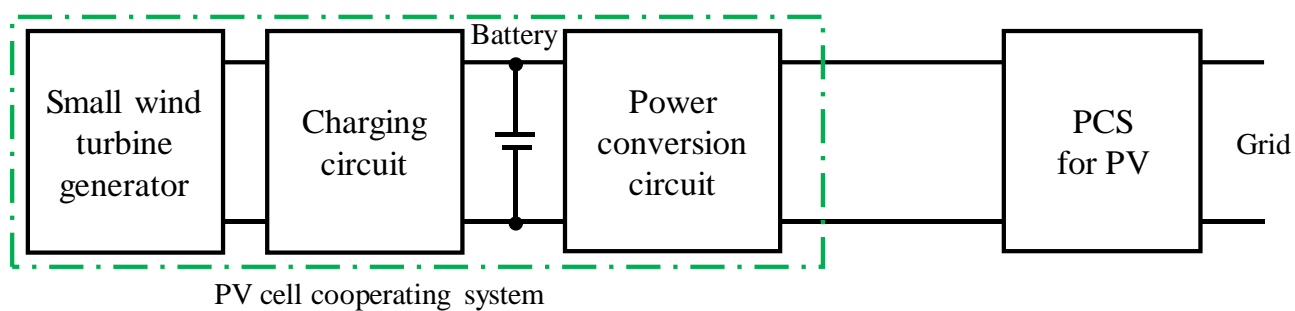 Battery
Small wind
turbine
generator
Charging
circuit
Power
conversion
circuit
PCS
for PV
Grid
PV cell cooperating system